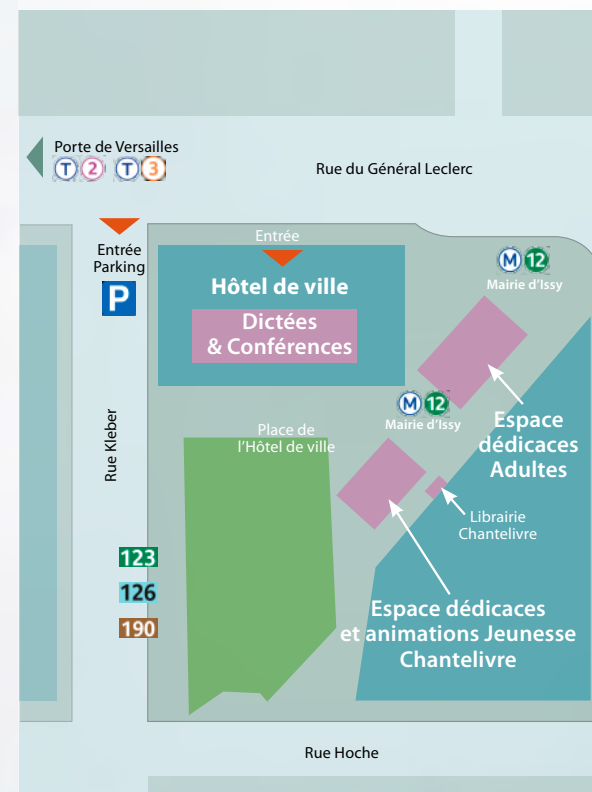 Porte de Versailles
T 2 T 3
Rue du Général Leclerc
Entrée
Parking
P
Entrée
Hôtel de ville
Dictées
& Conférences
M 12
Mairie d'Issy
M 12
Mairie d'Issy
Espace
dédicaces
Adultes
Place de
l'Hôtel de ville
Rue Kleber
Librairie
Chantelivre
123
126
190
Espace dédicaces
et animations Jeunesse
Chantelivre
Rue Hoche